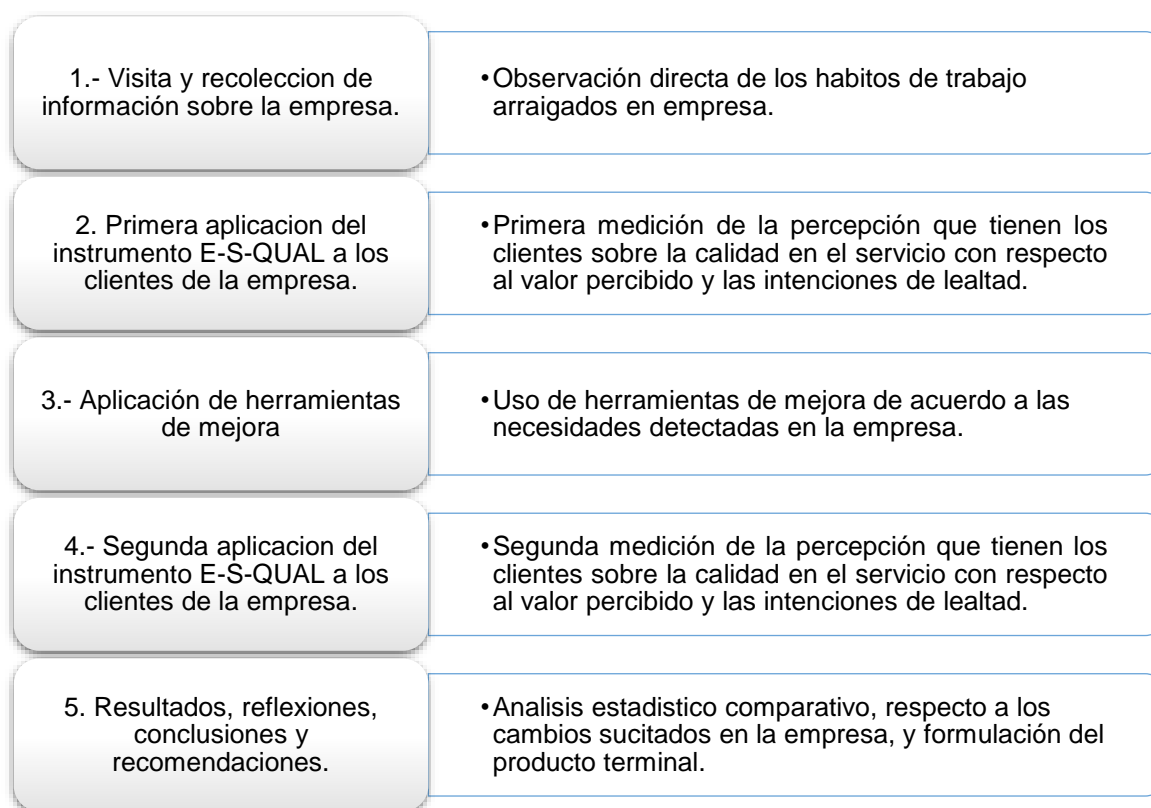 1.- Visita y recoleccion de
información sobre la empresa.
•Observación directa de los habitos de trabajo
arraigados en empresa.
2. Primera aplicacion del
instrumento E-S-QUAL a los
clientes de la empresa.
•Primera medición de la percepción que tienen los
clientes sobre la calidad en el servicio con respecto
al valor percibido y las intenciones de lealtad.
3.- Aplicación de herramientas
de mejora
•Uso de herramientas de mejora de acuerdo a las
necesidades detectadas en la empresa.
4.- Segunda aplicacion del
instrumento E-S-QUAL a los
clientes de la empresa.
•Segunda medición de la percepción que tienen los
clientes sobre la calidad en el servicio con respecto
al valor percibido y las intenciones de lealtad.
5. Resultados, reflexiones,
conclusiones y
recomendaciones.
•Analisis estadistico comparativo, respecto a los
cambios sucitados en la empresa, y formulación del
producto terminal.